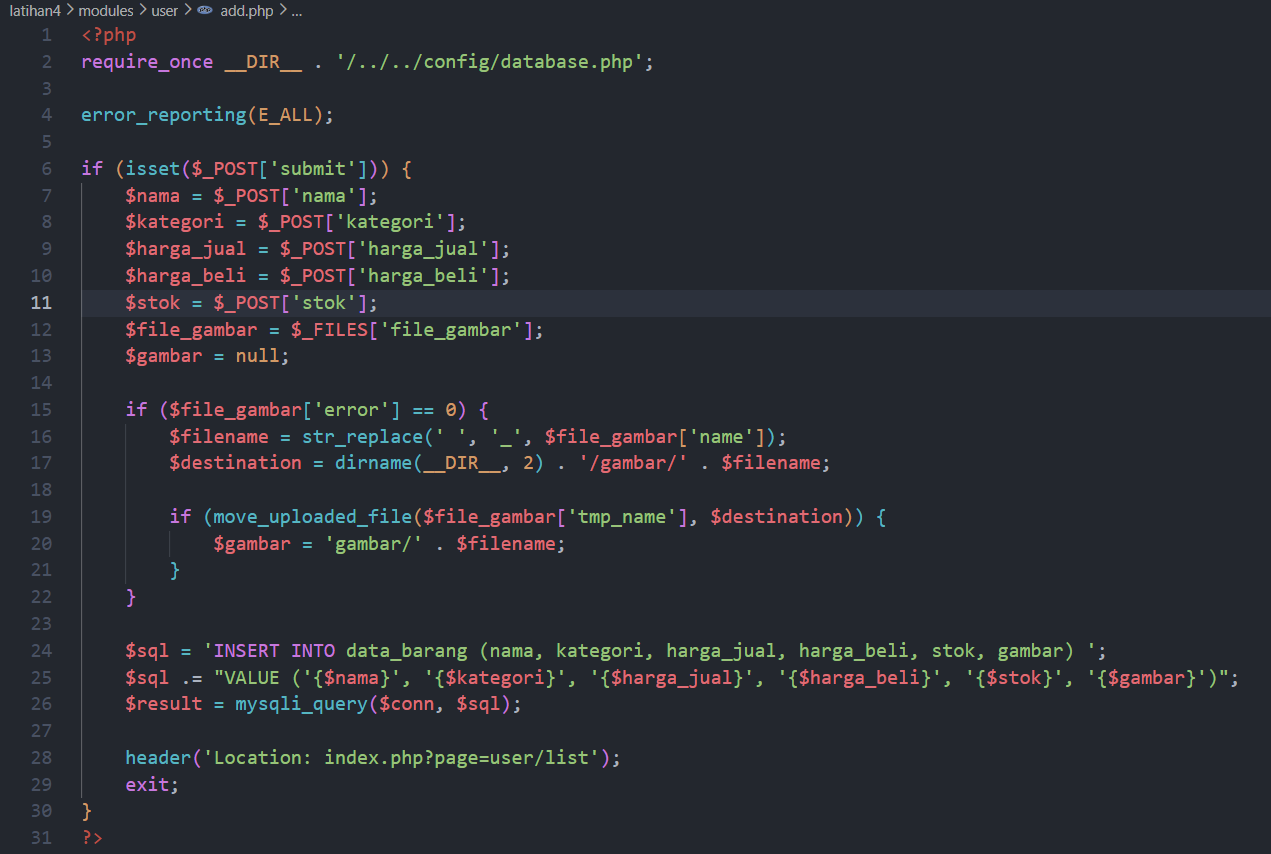 latihan4 > modules > user > add.php > ...
1 <?php
2 require_once __DIR__ . '/../../config/database.php';
3
4 error_reporting(E_ALL);
5
6 if (isset($_POST['submit'])) {
7     $nama = $_POST['nama'];
8     $kategori = $_POST['kategori'];
9     $harga_jual = $_POST['harga_jual'];
10     $harga_beli = $_POST['harga_beli'];
11     $stok = $_POST['stok'];
12     $file_gambar = $_FILES['file_gambar'];
13     $gambar = null;
14
15     if ($file_gambar['error'] == 0) {
16         $filename = str_replace(' ', '_', $file_gambar['name']);
17         $destination = dirname(__DIR__, 2) . '/gambar/' . $filename;
18
19         if (move_uploaded_file($file_gambar['tmp_name'], $destination)) {
20             $gambar = 'gambar/' . $filename;
21         }
22     }
23
24     $sql = 'INSERT INTO data_barang (nama, kategori, harga_jual, harga_beli, stok, gambar) ';
25     $sql .= "VALUE ('{$nama}', '{$kategori}', '{$harga_jual}', '{$harga_beli}', '{$stok}', '{$gambar}')";
26     $result = mysqli_query($conn, $sql);
27
28     header('Location: index.php?page=user/list');
29     exit;
30 }
31 ?>